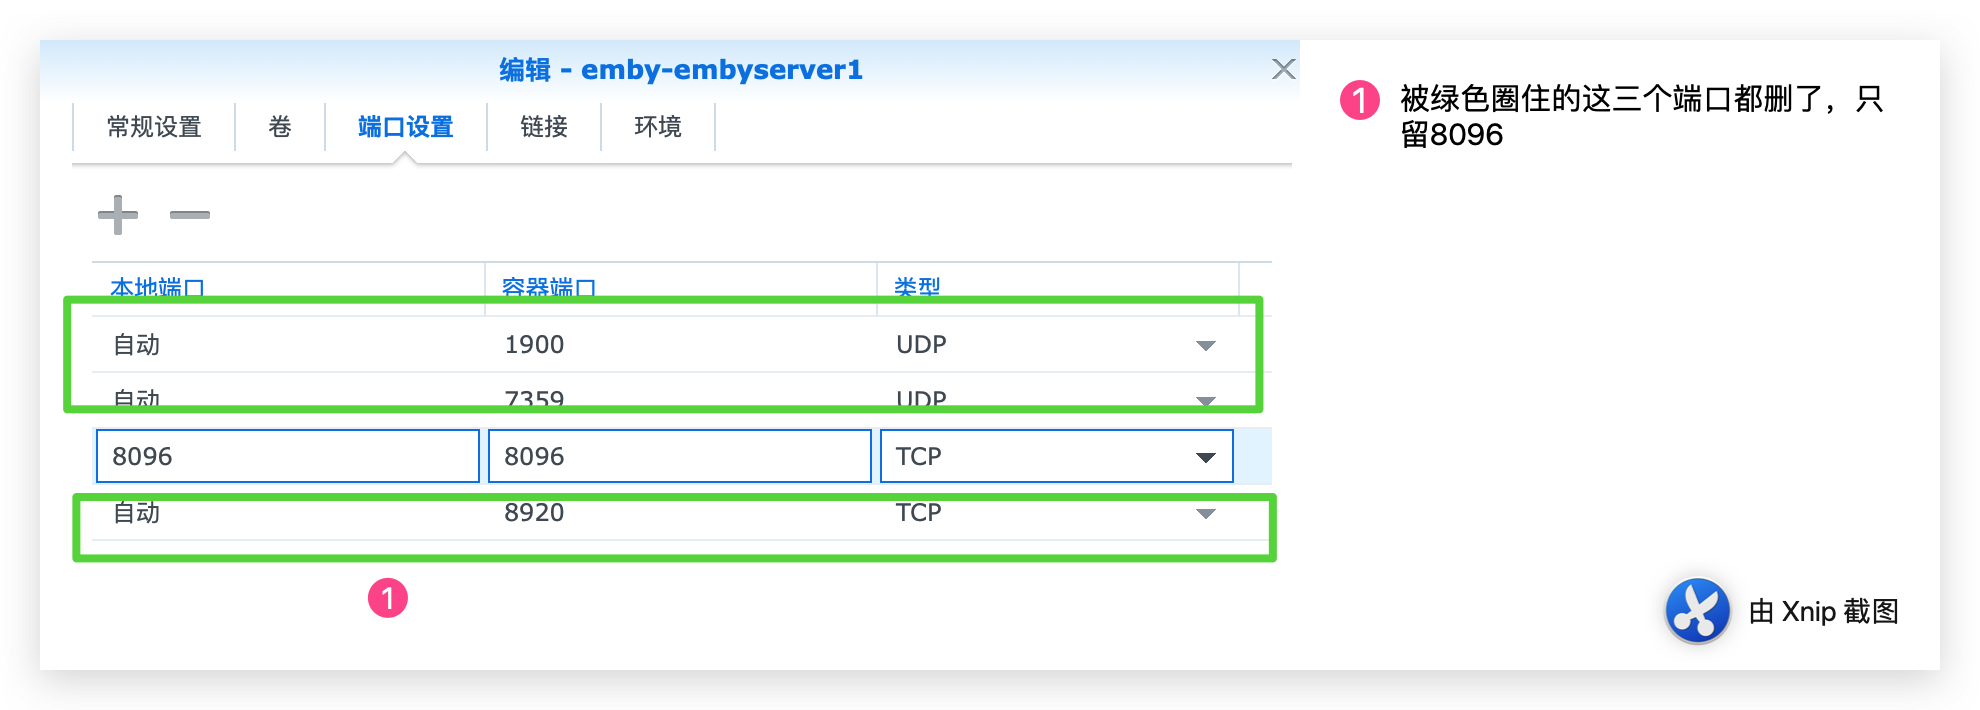 编辑 - emby-embyserver1
常规设置 卷 端口设置 链接 环境
本地端口 容器端口 类型
自动 1900 UDP
自动 7359 UDP
8096 8096 TCP
自动 8920 TCP
1
1 被绿色圈住的这三个端口都删了，只
留8096
由 Xnip 截图